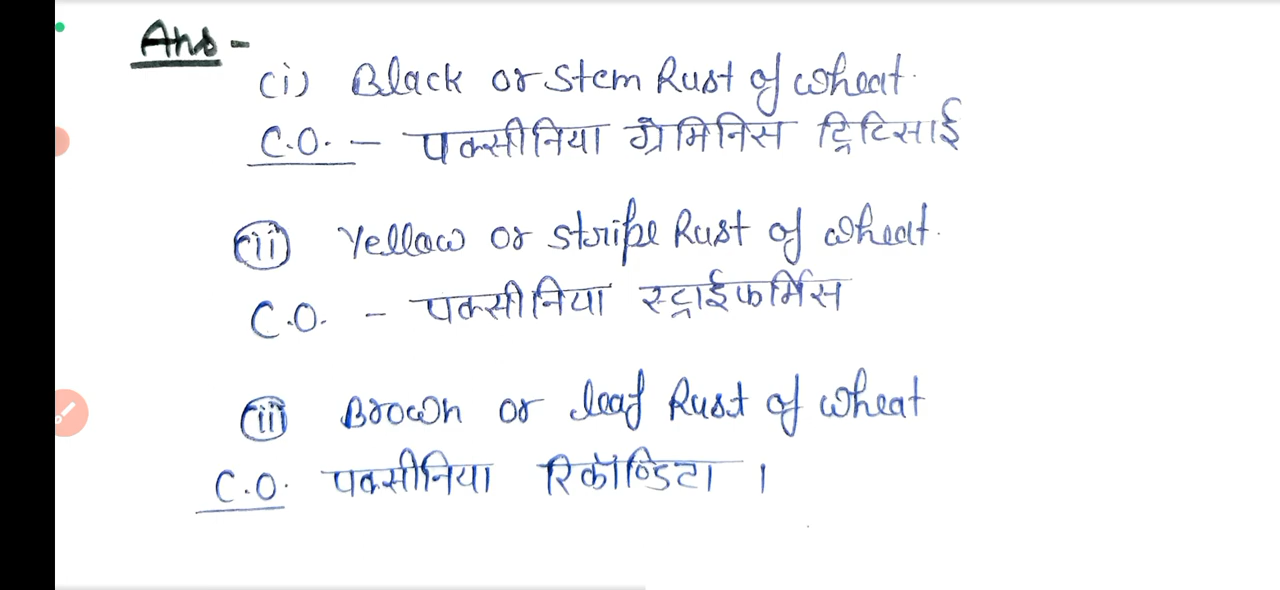 Ans -
(i) Black or Stem Rust of wheat.
C.O. - पक्सीनिया ग्रेमिनिस ट्रिटिसाई
(ii) Yellow or stripe Rust of wheat.
C.O. - पक्सीनिया स्ट्राईफर्मिस
(iii) Brown or leaf Rust of wheat
C.O. पक्सीनिया रिकॉण्डिटा ।